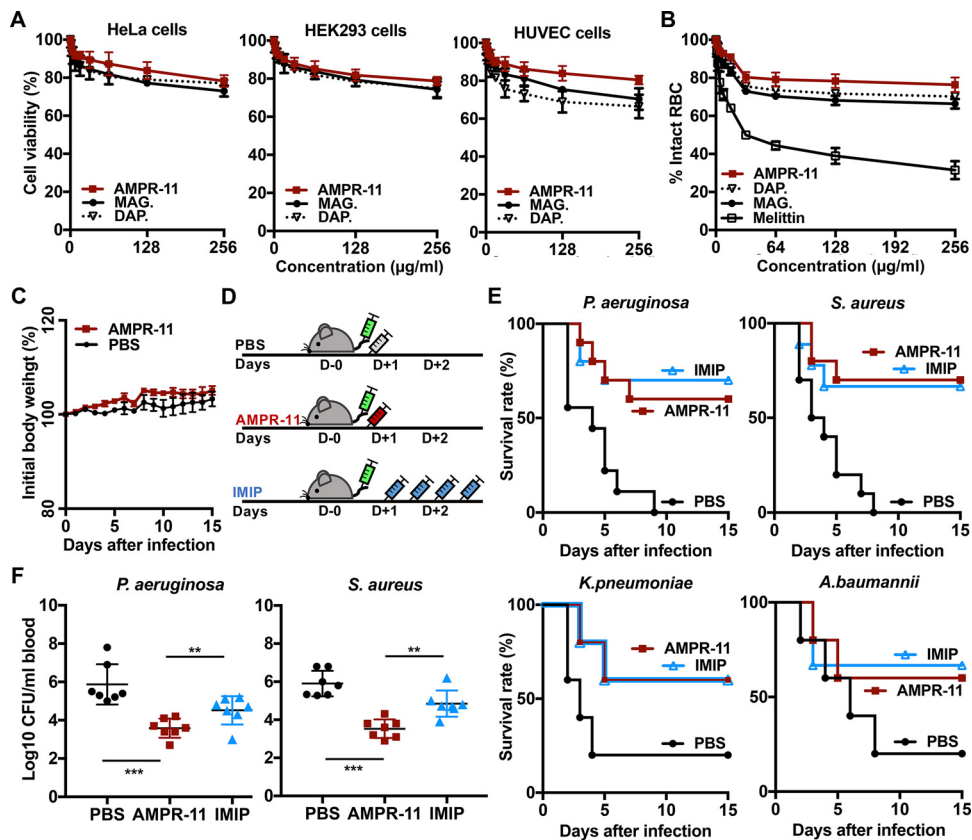 A
HeLa cells
HEK293 cells
HUVEC cells
Cell viability (%)
100
80
60
40
20
0
AMPR-11
MAG.
DAP.
0 128 256
100
80
60
40
20
0
AMPR-11
MAG.
DAP.
0 128 256
100
80
60
40
20
0
AMPR-11
MAG.
DAP.
0 128 256
Concentration (µg/ml)
B
% Intact RBC
100
80
60
40
20
0
AMPR-11
DAP.
MAG.
Melittin
0 64 128 192 256
Concentration (µg/ml)
C
AMPR-11
PBS
Initial body weihgt (%)
120
100
80
0 5 10 15
Days after infection
D
PBS
Days D-0 D+1 D+2
AMPR-11
Days D-0 D+1 D+2
IMIP
Days D-0 D+1 D+2
E
P. aeruginosa
Survival rate (%)
100
50
0
IMIP
AMPR-11
PBS
0 5 10 15
Days after infection
S. aureus
100
50
0
AMPR-11
IMIP
PBS
0 5 10 15
Days after infection
K.pneumoniae
Survival rate (%)
100
50
0
AMPR-11
IMIP
PBS
0 5 10 15
Days after infection
A.baumannii
100
50
0
IMIP
AMPR-11
PBS
0 5 10 15
Days after infection
F
P. aeruginosa
Log10 CFU/ml blood
10
8
6
4
2
0
**
***
PBS AMPR-11 IMIP
S. aureus
10
8
6
4
2
0
**
***
PBS AMPR-11 IMIP